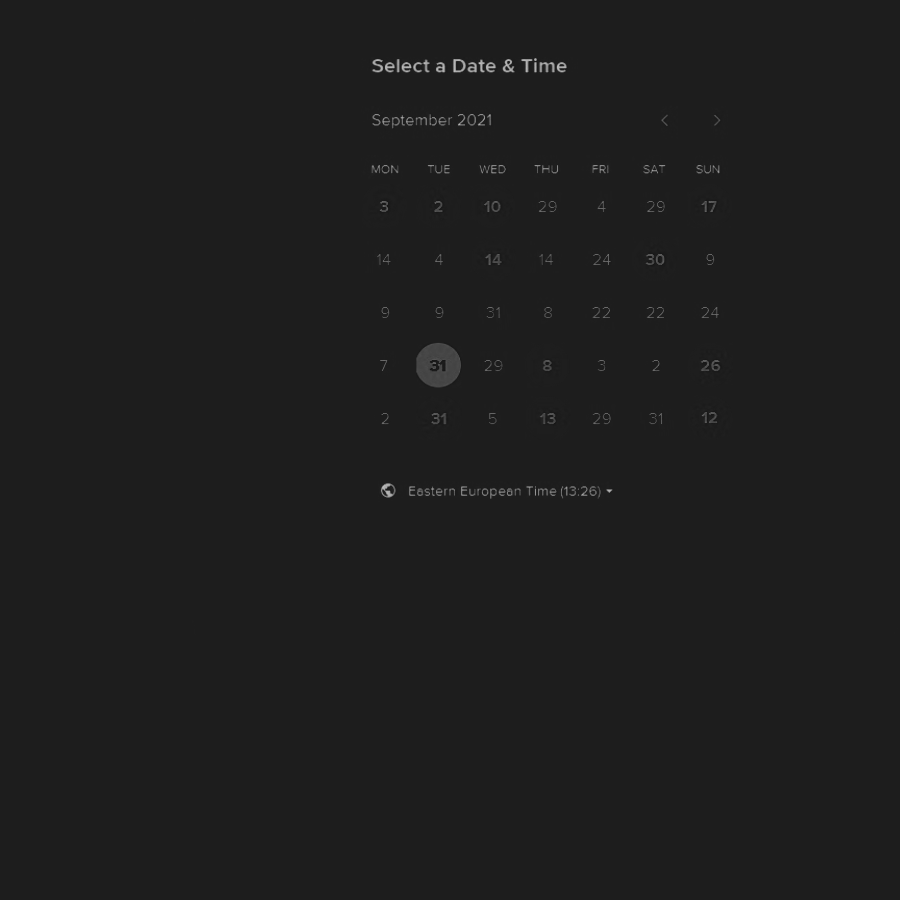 Select a Date & Time
September 2021
MON TUE WED THU FRI SAT SUN
3 2 10 29 4 29 17
14 4 14 14 24 30 9
9 9 31 8 22 22 24
7 31 29 8 3 2 26
2 31 5 13 29 31 12
Eastern European Time (13:26)